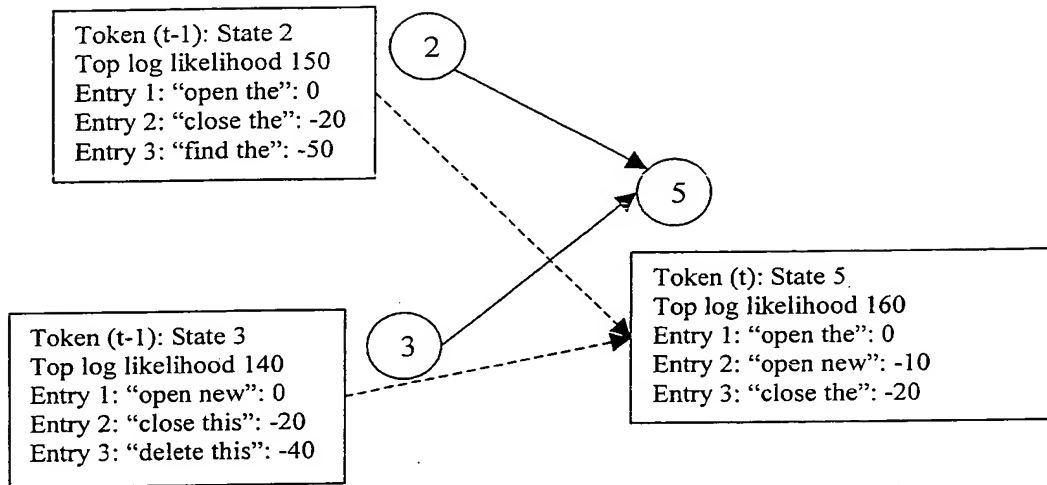 Token (t-1): State 2
Top log likelihood 150
Entry 1: “open the”: 0
Entry 2: “close the”: -20
Entry 3: “find the”: -50
2
5
Token (t): State 5
Top log likelihood 160
Entry 1: “open the”: 0
Entry 2: “open new”: -10
Entry 3: “close the”: -20
3
Token (t-1): State 3
Top log likelihood 140
Entry 1: “open new”: 0
Entry 2: “close this”: -20
Entry 3: “delete this”: -40